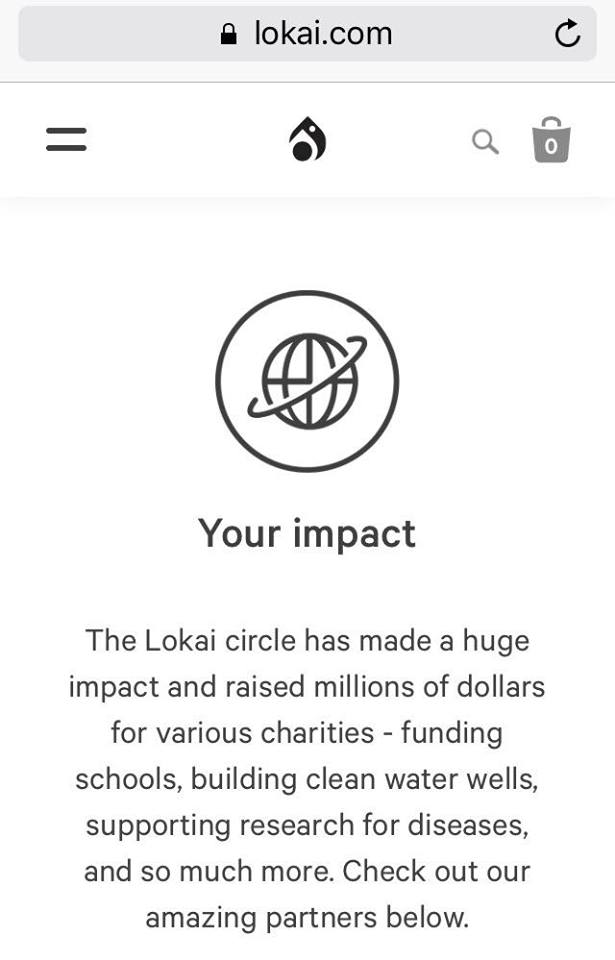 lokai.com
0
Your impact
The Lokai circle has made a huge
impact and raised millions of dollars
for various charities - funding
schools, building clean water wells,
supporting research for diseases,
and so much more. Check out our
amazing partners below.